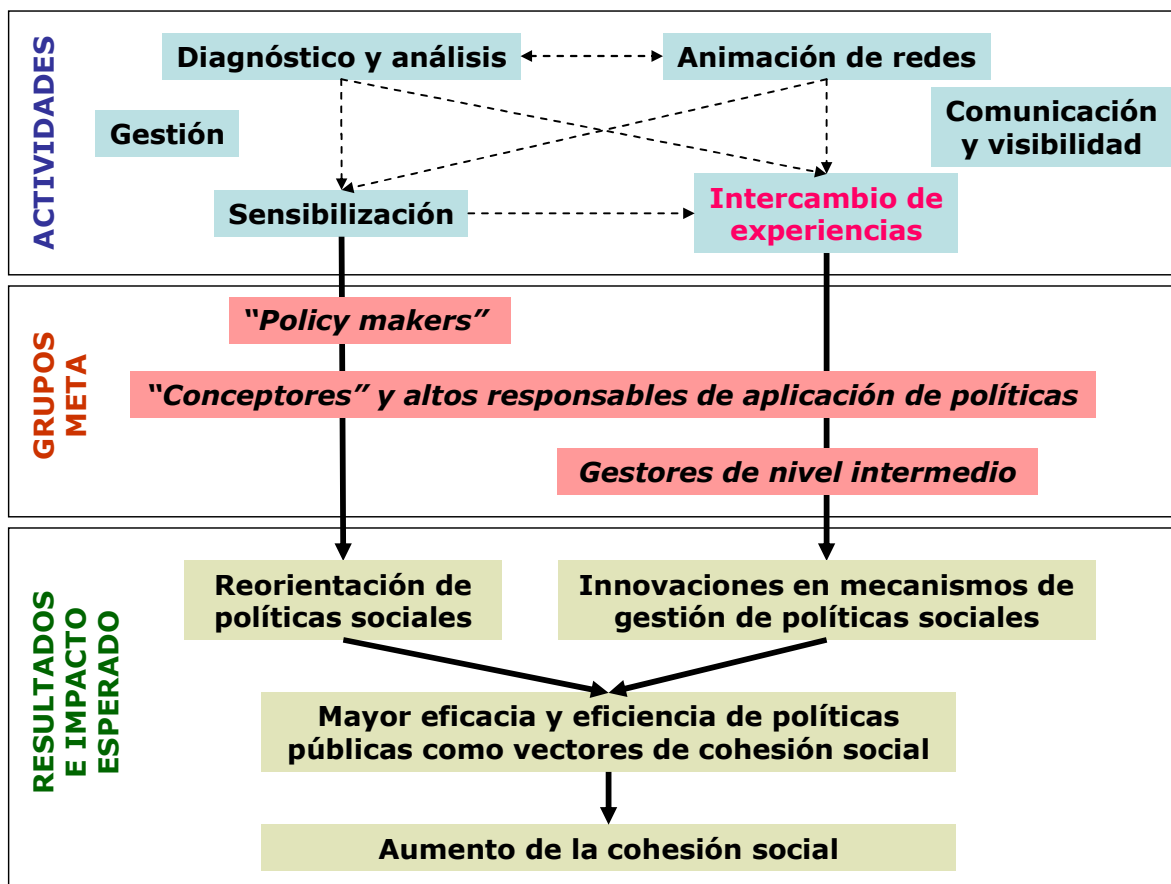 ACTIVIDADES
Diagnóstico y análisis
Animación de redes
Gestión
Comunicación
y visibilidad
Sensibilización
Intercambio de
experiencias
GRUPOS
META
“Policy makers”
“Conceptores” y altos responsables de aplicación de políticas
Gestores de nivel intermedio
RESULTADOS
E IMPACTO
ESPERADO
Reorientación de
políticas sociales
Innovaciones en mecanismos de
gestión de políticas sociales
Mayor eficacia y eficiencia de políticas
públicas como vectores de cohesión social
Aumento de la cohesión social